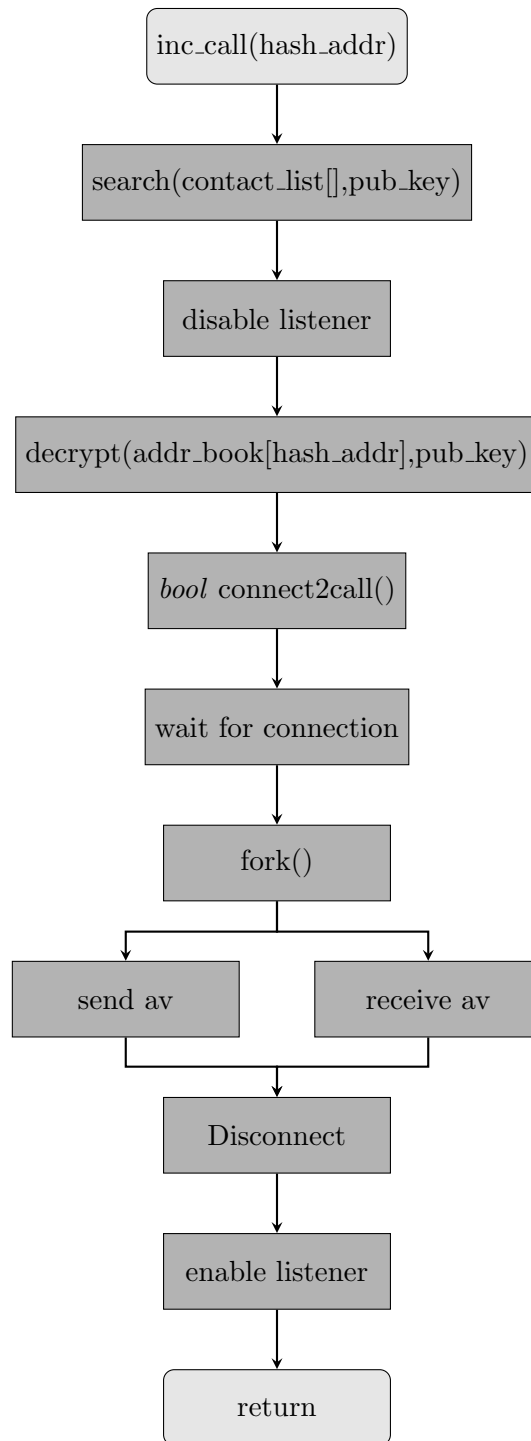 inc_call(hash_addr)
search(contact_list[],pub_key)
disable listener
decrypt(addr_book[hash_addr],pub_key)
bool connect2call()
wait for connection
fork()
send av
receive av
Disconnect
enable listener
return